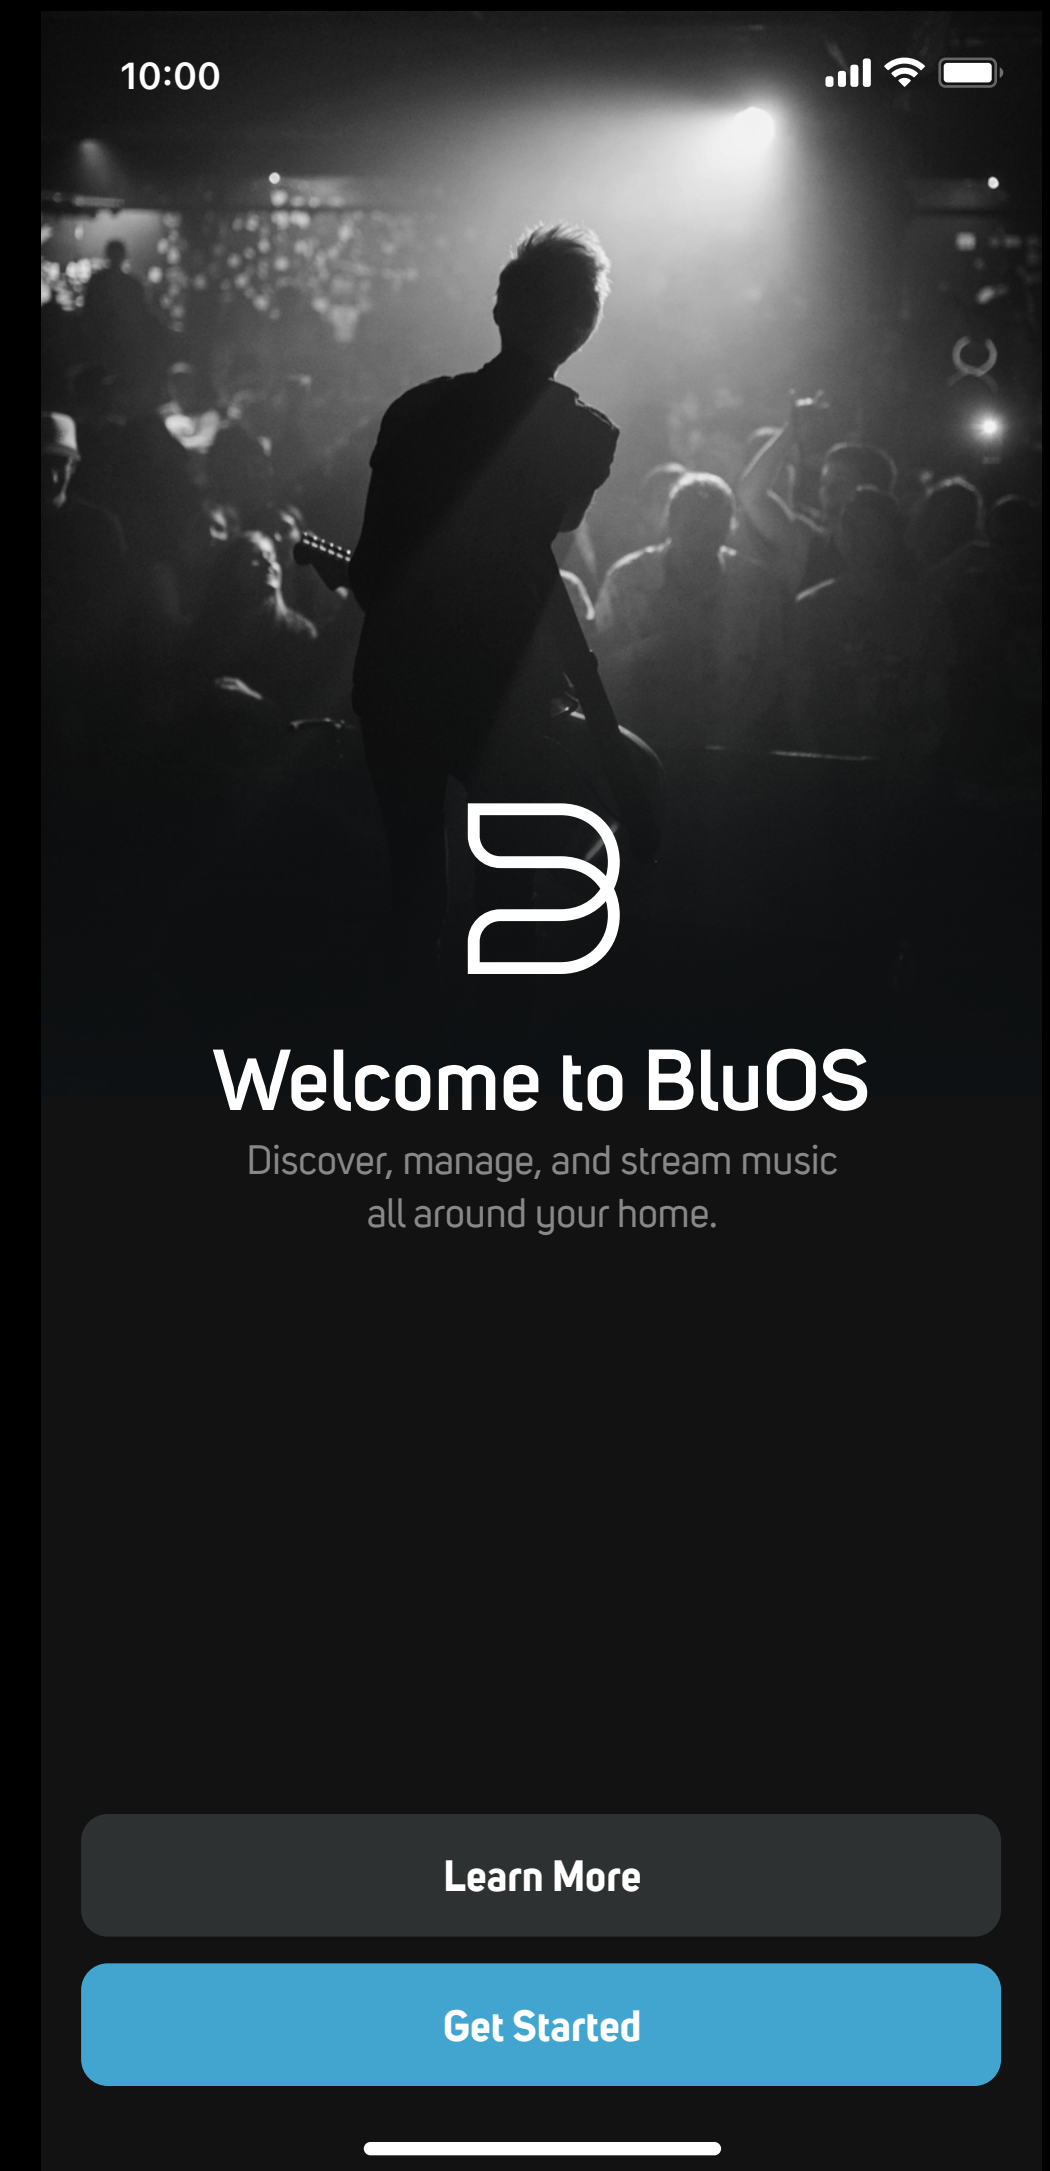 10:00
Welcome to BluOS
Discover, manage, and stream music
all around your home.
Learn More
Get Started